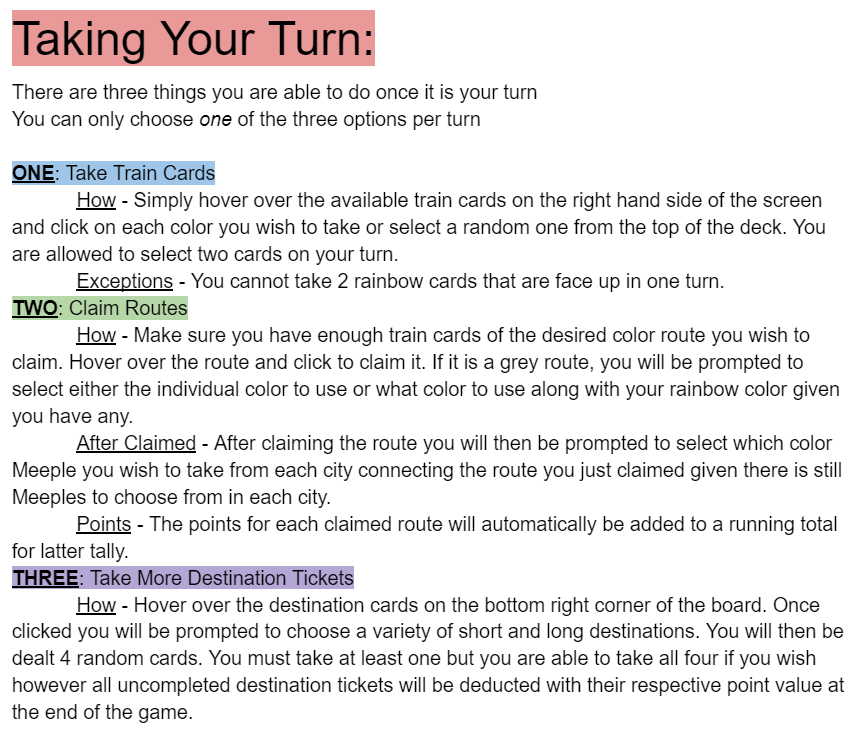 Taking Your Turn:
There are three things you are able to do once it is your turn
You can only choose one of the three options per turn
ONE: Take Train Cards
How - Simply hover over the available train cards on the right hand side of the screen
and click on each color you wish to take or select a random one from the top of the deck. You
are allowed to select two cards on your turn.
Exceptions - You cannot take 2 rainbow cards that are face up in one turn.
TWO: Claim Routes
How - Make sure you have enough train cards of the desired color route you wish to
claim. Hover over the route and click to claim it. If it is a grey route, you will be prompted to
select either the individual color to use or what color to use along with your rainbow color given
you have any.
After Claimed - After claiming the route you will then be prompted to select which color
Meeple you wish to take from each city connecting the route you just claimed given there is still
Meeples to choose from in each city.
Points - The points for each claimed route will automatically be added to a running total
for latter tally.
THREE: Take More Destination Tickets
How - Hover over the destination cards on the bottom right corner of the board. Once
clicked you will be prompted to choose a variety of short and long destinations. You will then be
dealt 4 random cards. You must take at least one but you are able to take all four if you wish
however all uncompleted destination tickets will be deducted with their respective point value at
the end of the game.